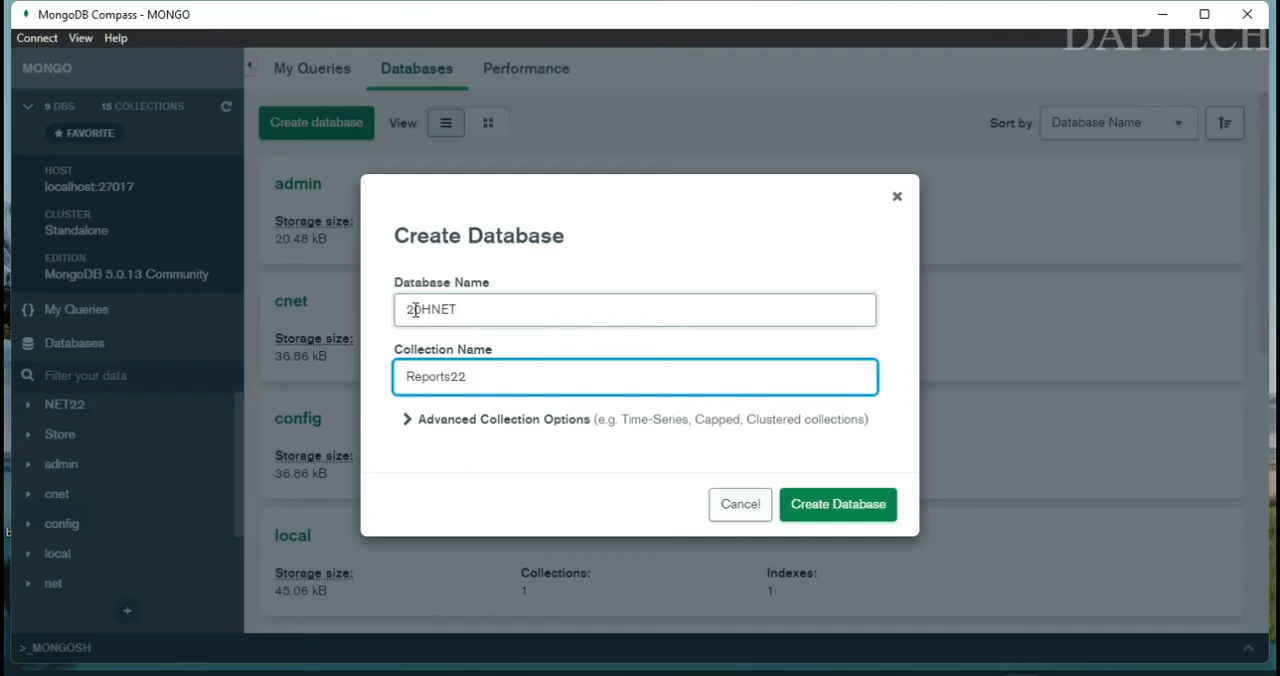 MongoDB Compass - MONGO
Connect View Help
DAPTECH
MONGO
My Queries Databases Performance
9 DBS 15 COLLECTIONS
FAVORITE
Create database View
Sort by Database Name
HOST
localhost:27017
CLUSTER
Standalone
EDITION
MongoDB 5.0.13 Community
{} My Queries
Databases
Filter your data
NET22
Store
admin
cnet
config
local
net
+
admin
Storage size:
20.48 kB
cnet
Storage size:
36.86 kB
config
Storage size:
36.86 kB
local
Storage size: Collections: Indexes:
45.06 kB 1 1
Create Database
Database Name
20HNET
Collection Name
Reports22
Advanced Collection Options (e.g. Time-Series, Capped, Clustered collections)
Cancel Create Database
>_MONGOSH